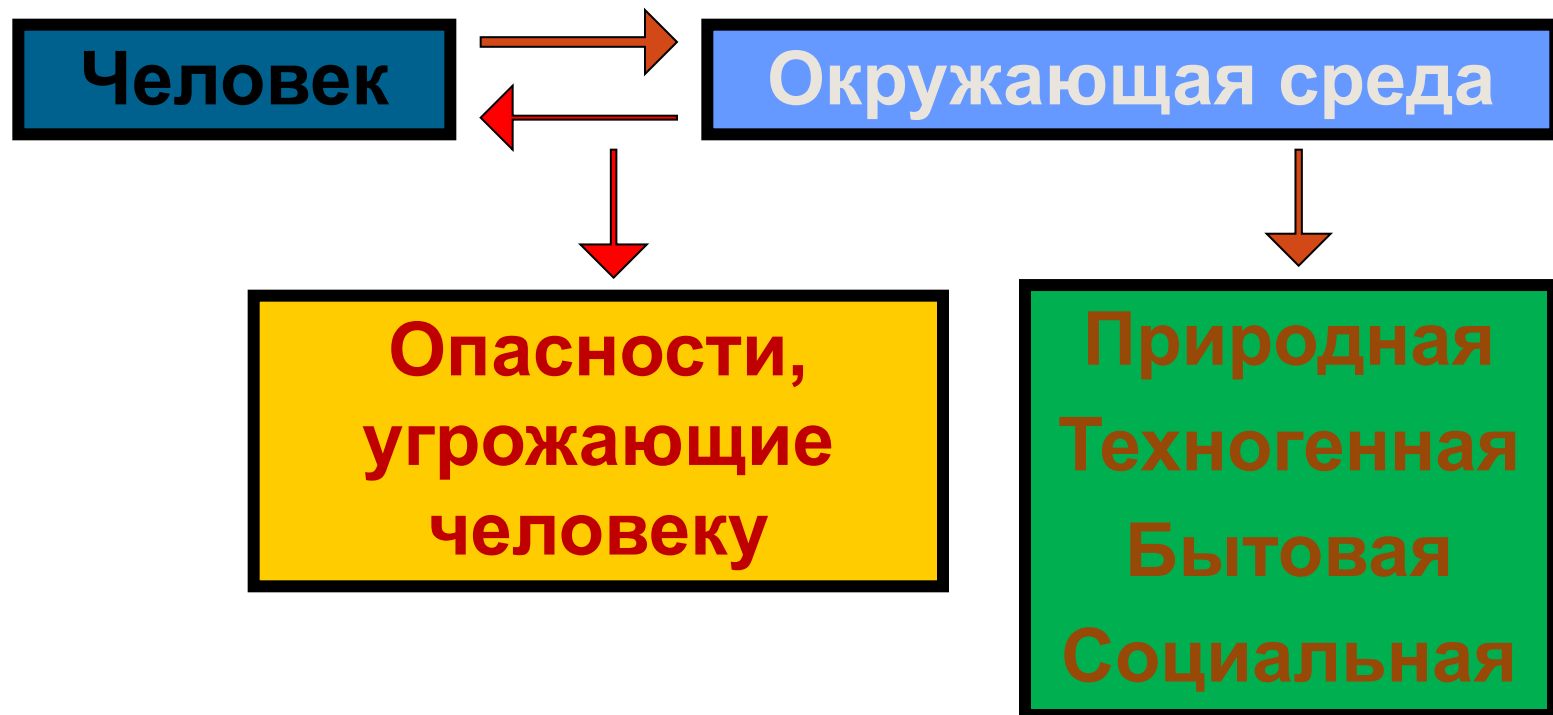 Человек
Окружающая среда
Опасности,
угрожающие
человеку
Природная
Техногенная
Бытовая
Социальная